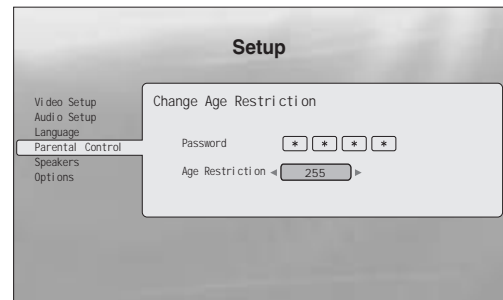 Setup
Video Setup
Audio Setup
Language
Parental Control
Speakers
Options
Change Age Restriction
Password * * * *
Age Restriction ◀ 255 ▶